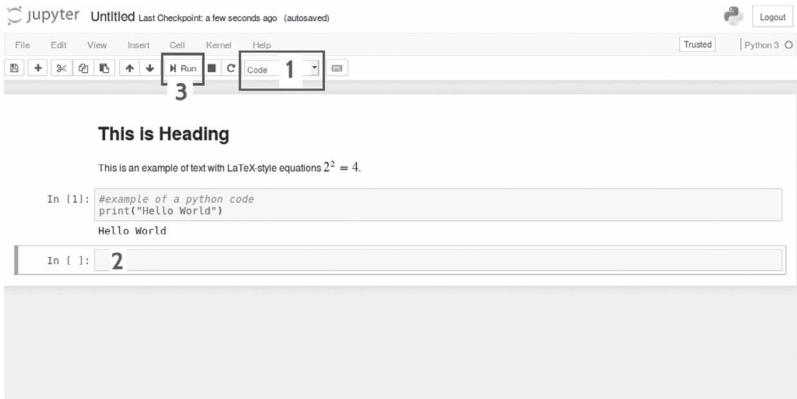 jupyter Untitled Last Checkpoint: a few seconds ago (autosaved) Logout
File Edit View Insert Cell Kernel Help Trusted Python 3
Run Code 1
3
This is Heading
This is an example of text with LaTeX-style equations 2² = 4.
In [1]: #example of a python code
print("Hello World")
Hello World
In [ ]: 2